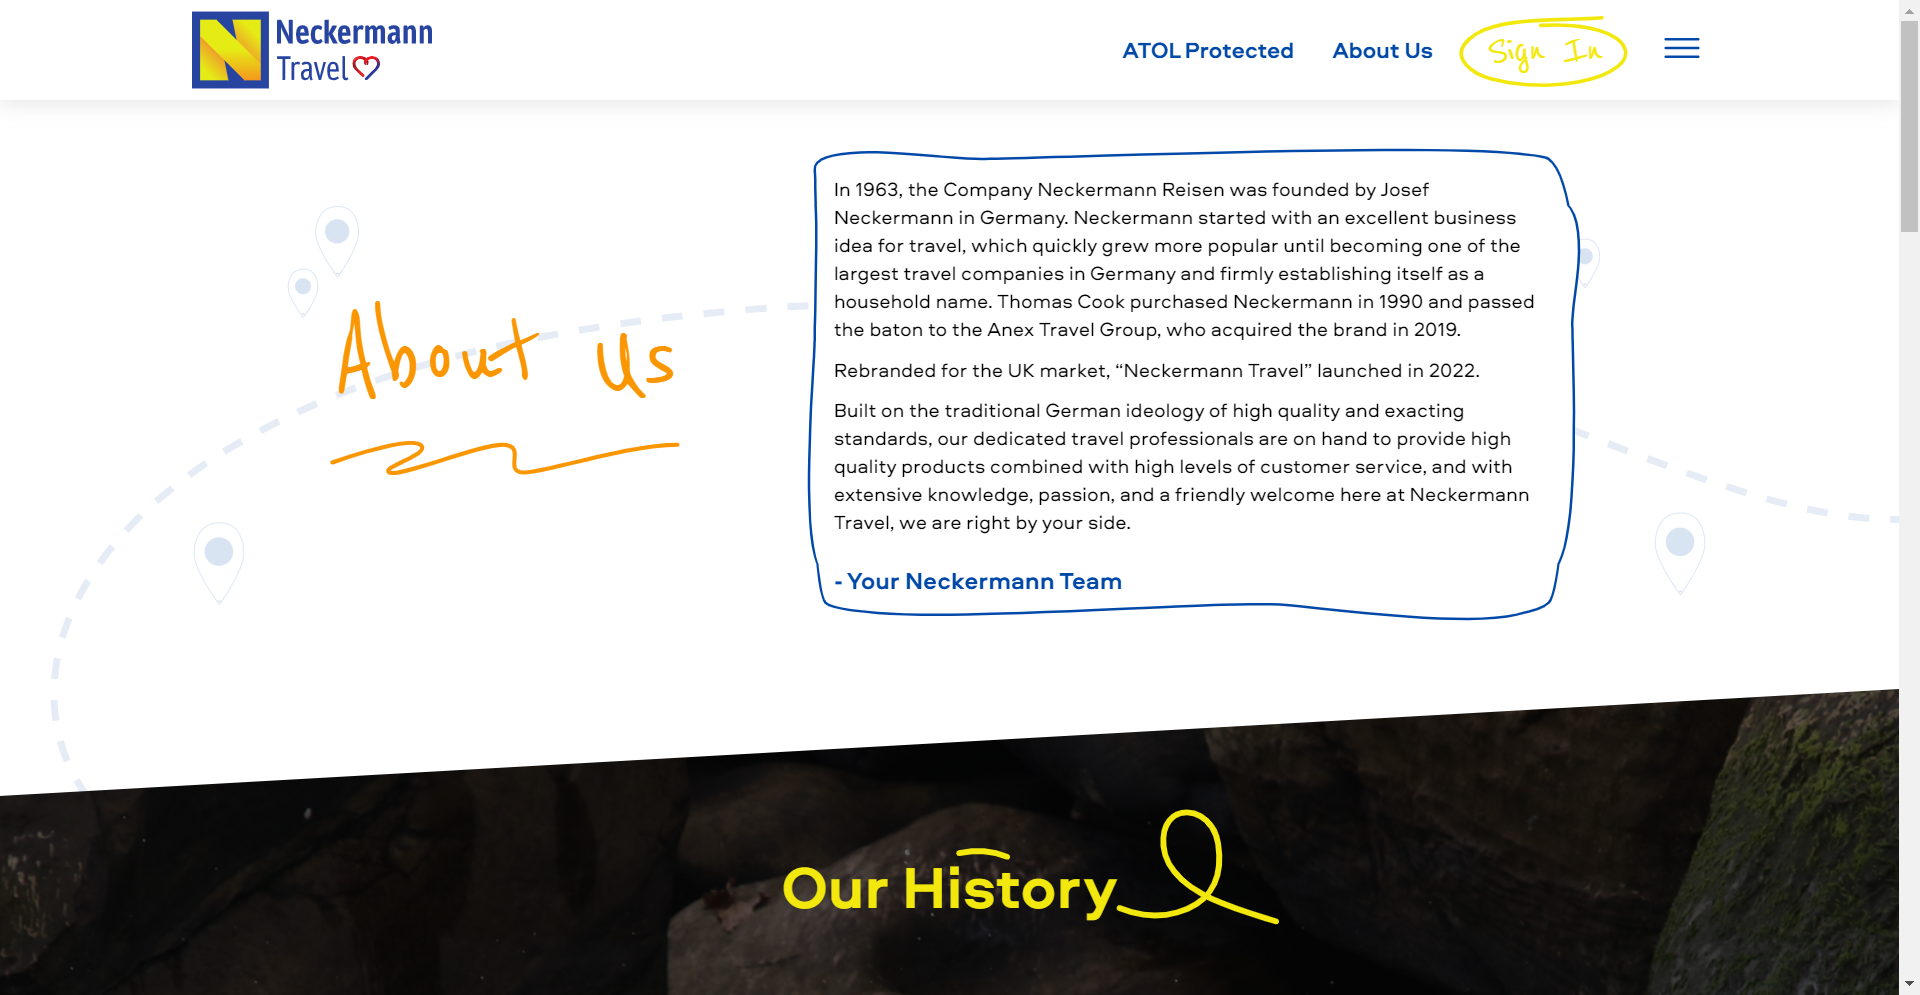 Neckermann
Travel
ATOL Protected
About Us
Sign In
About Us
In 1963, the Company Neckermann Reisen was founded by Josef
Neckermann in Germany. Neckermann started with an excellent business
idea for travel, which quickly grew more popular until becoming one of the
largest travel companies in Germany and firmly establishing itself as a
household name. Thomas Cook purchased Neckermann in 1990 and passed
the baton to the Anex Travel Group, who acquired the brand in 2019.
Rebranded for the UK market, “Neckermann Travel” launched in 2022.
Built on the traditional German ideology of high quality and exacting
standards, our dedicated travel professionals are on hand to provide high
quality products combined with high levels of customer service, and with
extensive knowledge, passion, and a friendly welcome here at Neckermann
Travel, we are right by your side.
- Your Neckermann Team
Our History